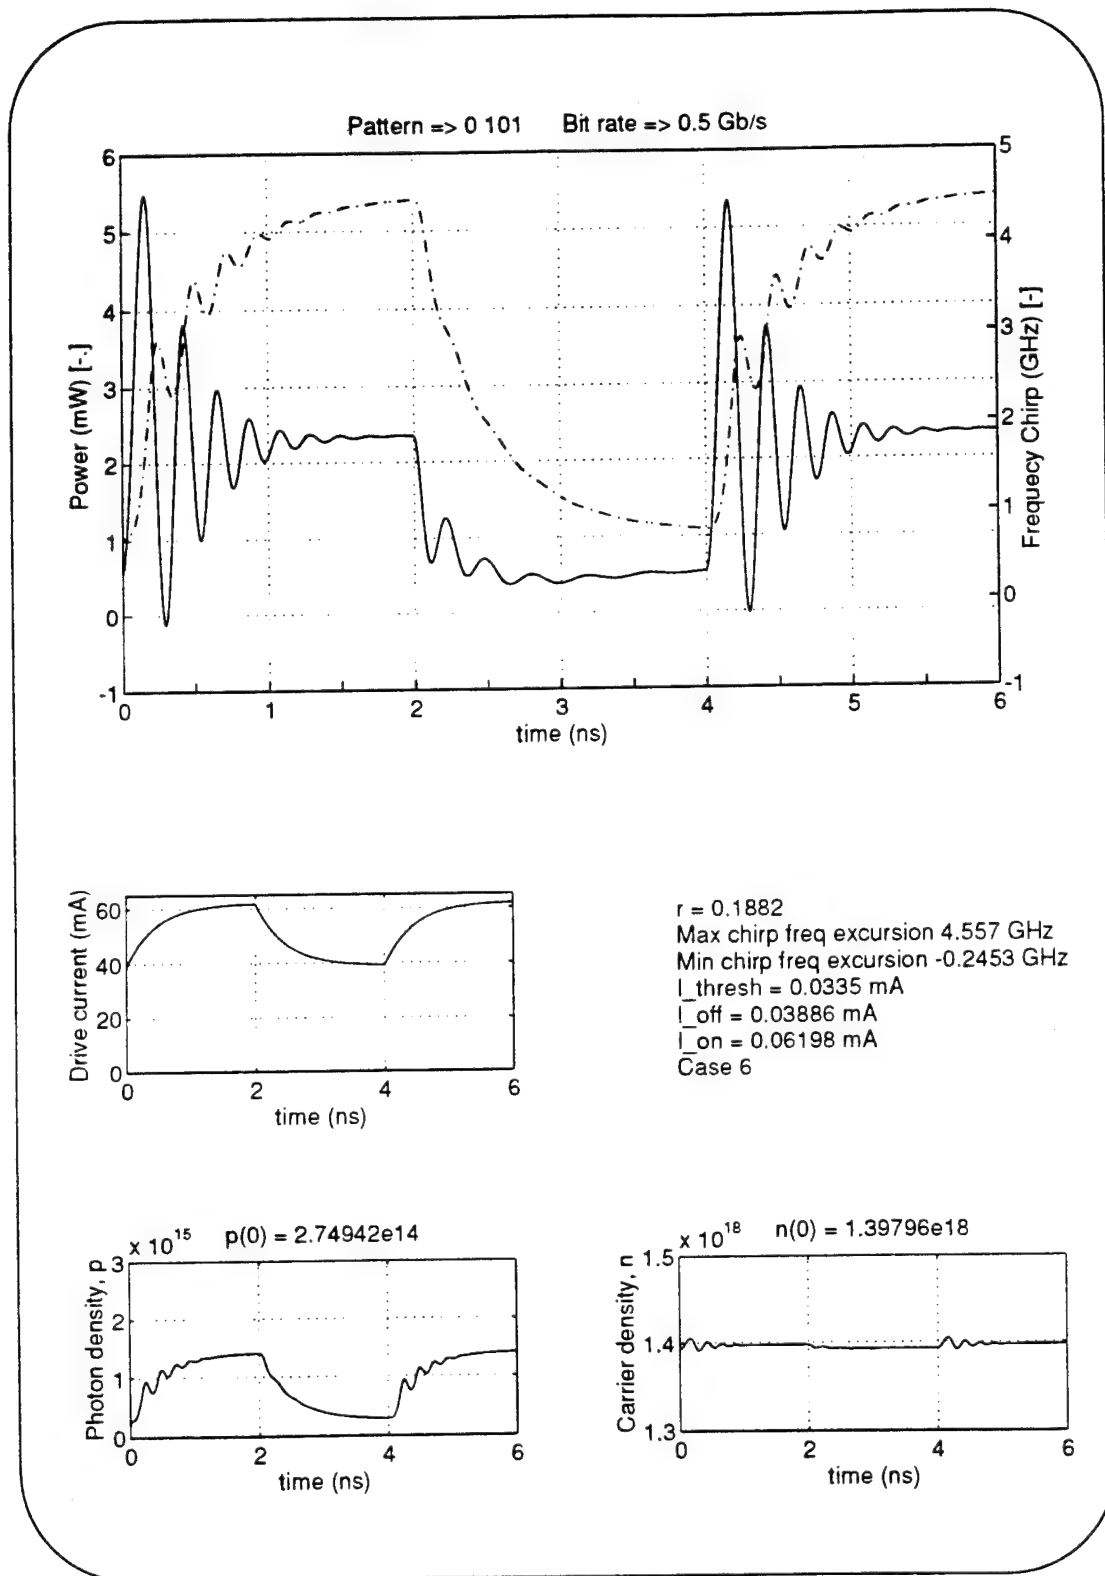 Pattern => 0 101 Bit rate => 0.5 Gb/s
6
5
4
3
2
1
0
-1
Power (mW) [-.]
5
4
3
2
1
0
-1
Frequecy Chirp (GHz) [-]
0 1 2 3 4 5 6
time (ns)
60
40
20
0
Drive current (mA)
0 2 4 6
time (ns)
r = 0.1882
Max chirp freq excursion 4.557 GHz
Min chirp freq excursion -0.2453 GHz
I_thresh = 0.0335 mA
I_off = 0.03886 mA
I_on = 0.06198 mA
Case 6
x 10^15 p(0) = 2.74942e14
3
2
1
0
Photon density, p
0 2 4 6
time (ns)
x 10^18 n(0) = 1.39796e18
1.5
1.4
1.3
Carrier density, n
0 2 4 6
time (ns)